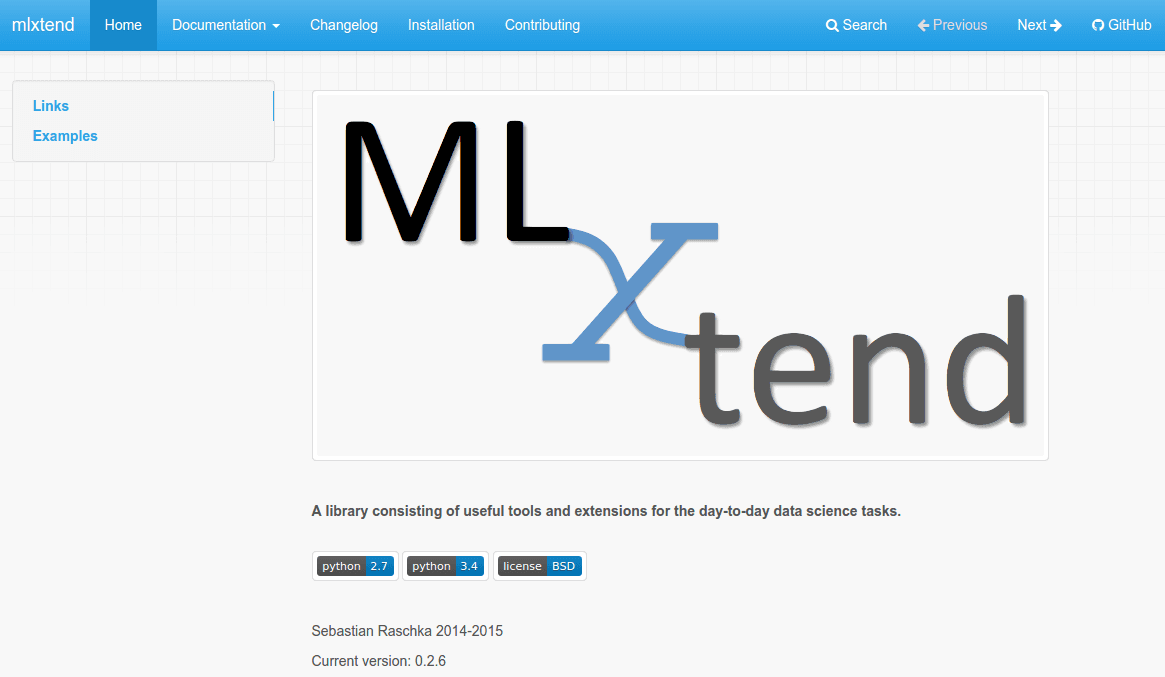 mlxtend Home Documentation Changelog Installation Contributing Search Previous Next GitHub
Links
Examples
ML
X
tend
A library consisting of useful tools and extensions for the day-to-day data science tasks.
python 2.7 python 3.4 license BSD
Sebastian Raschka 2014-2015
Current version: 0.2.6